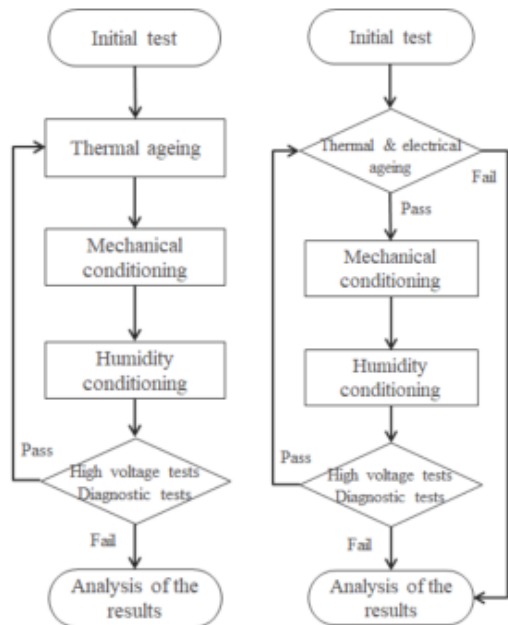 Initial test
Thermal ageing
Mechanical
conditioning
Humidity
conditioning
Pass
High voltage tests
Diagnostic tests
Fail
Analysis of the
results
Initial test
Thermal & electrical
ageing
Fail
Pass
Mechanical
conditioning
Humidity
conditioning
Pass
High voltage tests
Diagnostic tests
Fail
Analysis of the
results